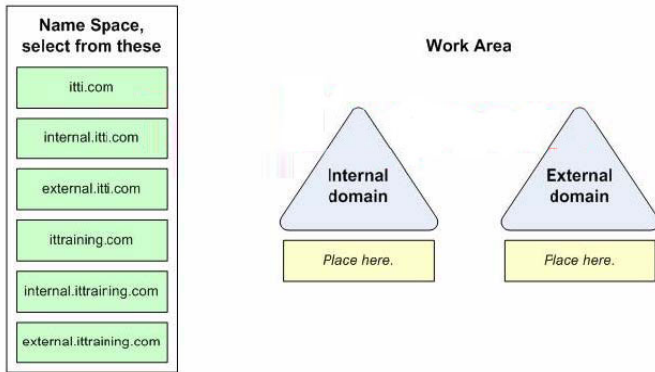 Name Space,
select from these
itti.com
internal.itti.com
external.itti.com
ittraining.com
internal.ittraining.com
external.ittraining.com
Work Area
Internal
domain
Place here.
External
domain
Place here.